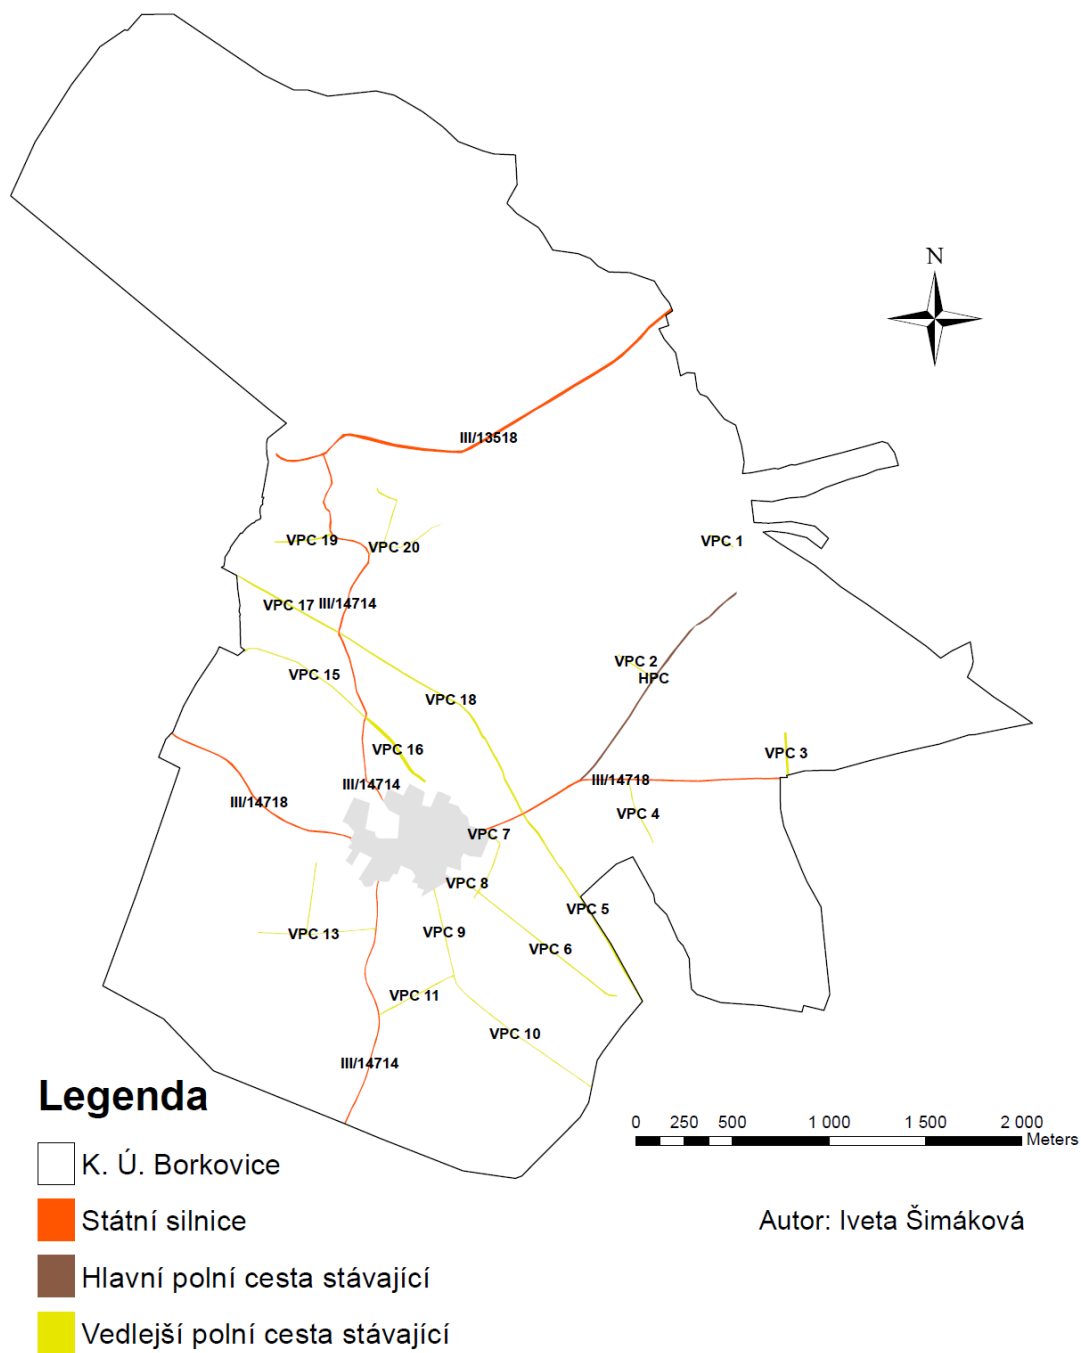 N
III/13518
VPC 19
VPC 20
VPC 1
VPC 17
III/14714
VPC 2
HPC
VPC 15
VPC 18
VPC 16
VPC 3
III/14714
III/14718
III/14718
VPC 4
VPC 7
VPC 8
VPC 5
VPC 13
VPC 9
VPC 6
VPC 11
VPC 10
III/14714
Legenda
K. Ú. Borkovice
Státní silnice
Hlavní polní cesta stávající
Vedlejší polní cesta stávající
0 250 500 1 000 1 500 2 000
Meters
Autor: Iveta Šimáková